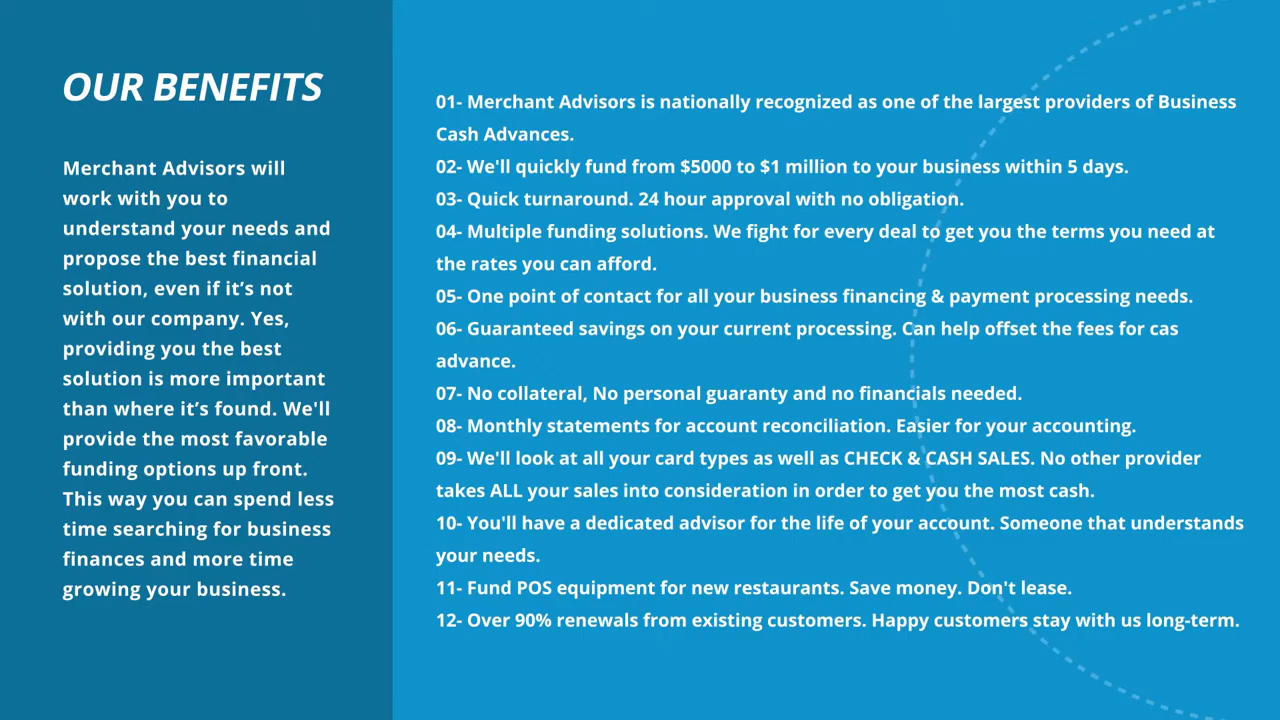 OUR BENEFITS
Merchant Advisors will
work with you to
understand your needs and
propose the best financial
solution, even if it’s not
with our company. Yes,
providing you the best
solution is more important
than where it’s found. We'll
provide the most favorable
funding options up front.
This way you can spend less
time searching for business
finances and more time
growing your business.
01- Merchant Advisors is nationally recognized as one of the largest providers of Business
Cash Advances.
02- We'll quickly fund from $5000 to $1 million to your business within 5 days.
03- Quick turnaround. 24 hour approval with no obligation.
04- Multiple funding solutions. We fight for every deal to get you the terms you need at
the rates you can afford.
05- One point of contact for all your business financing & payment processing needs.
06- Guaranteed savings on your current processing. Can help offset the fees for cas
advance.
07- No collateral, No personal guaranty and no financials needed.
08- Monthly statements for account reconciliation. Easier for your accounting.
09- We'll look at all your card types as well as CHECK & CASH SALES. No other provider
takes ALL your sales into consideration in order to get you the most cash.
10- You'll have a dedicated advisor for the life of your account. Someone that understands
your needs.
11- Fund POS equipment for new restaurants. Save money. Don't lease.
12- Over 90% renewals from existing customers. Happy customers stay with us long-term.